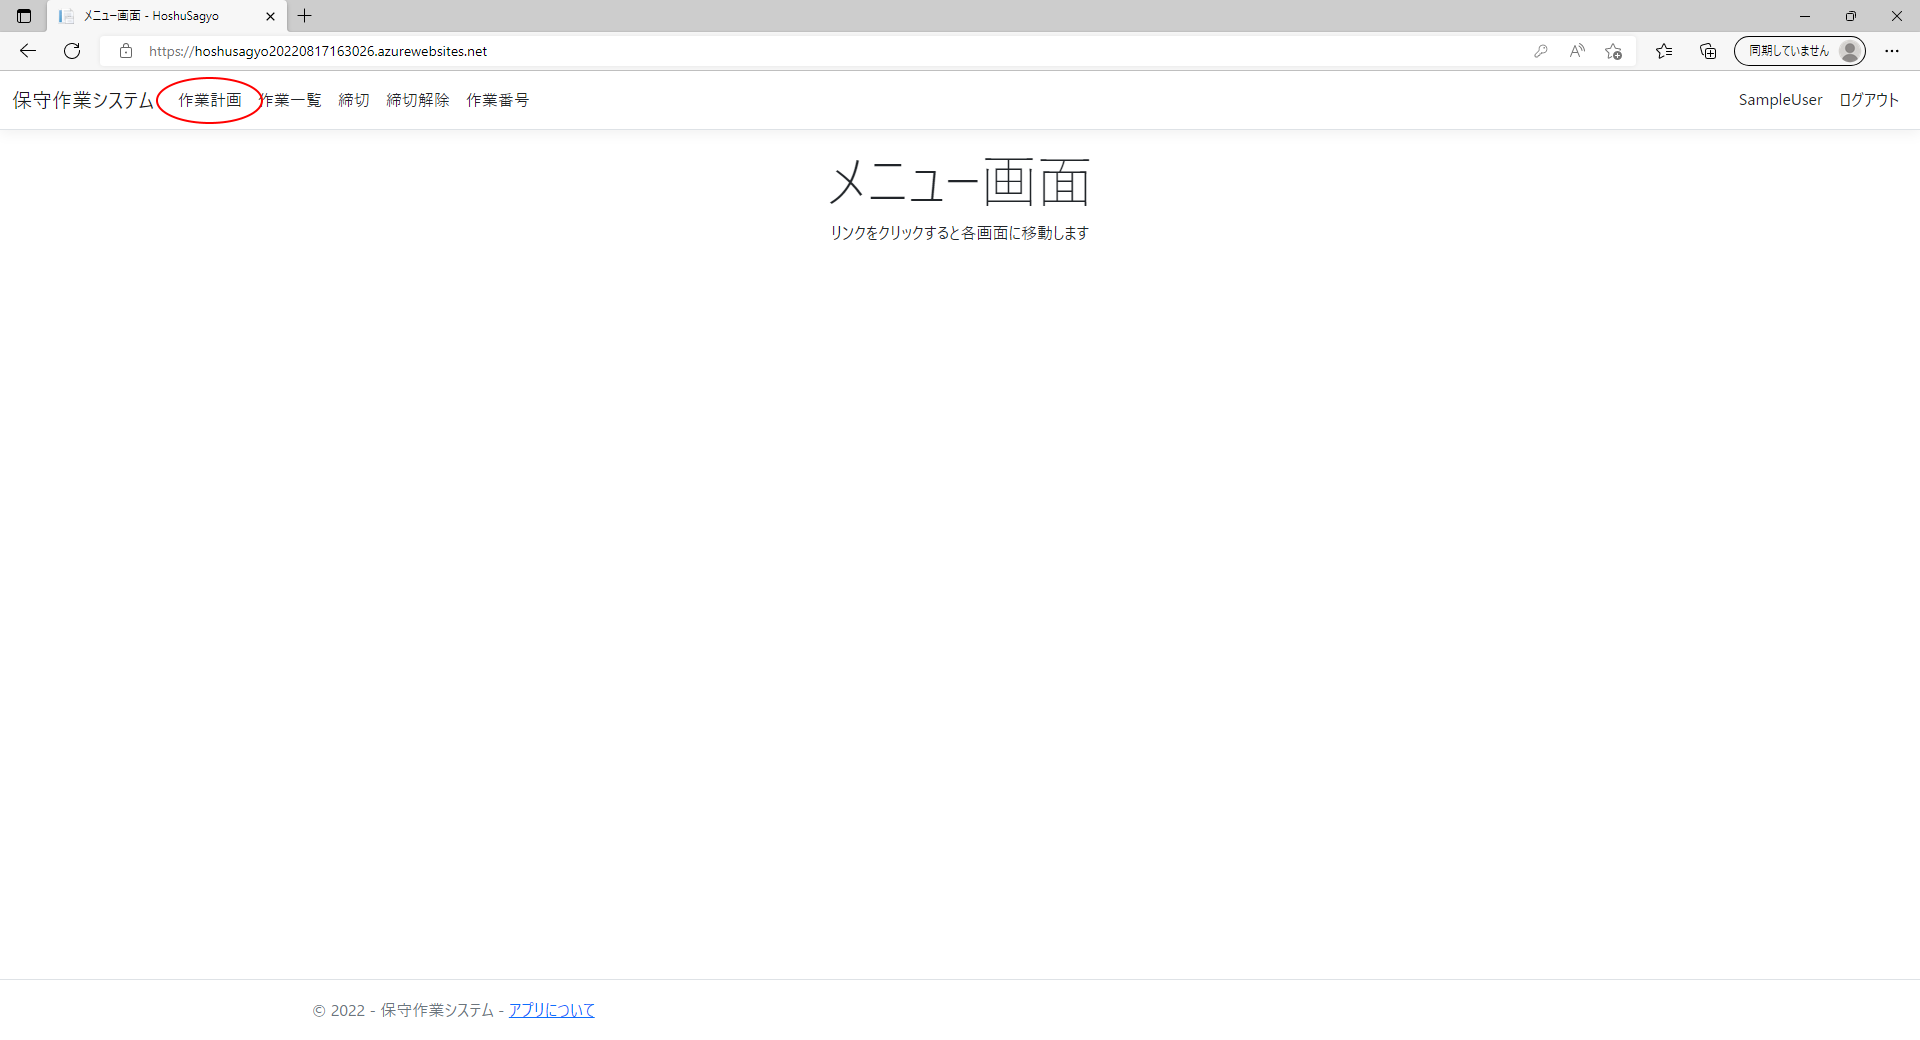 メニュー画面 - HoshuSagyo
https://hoshusagyo20220817163026.azurewebsites.net
同期していません
保守作業システム 作業計画 作業一覧 締切 締切解除 作業番号 SampleUser ログアウト
メニュー画面
リンクをクリックすると各画面に移動します
© 2022 - 保守作業システム - アプリについて